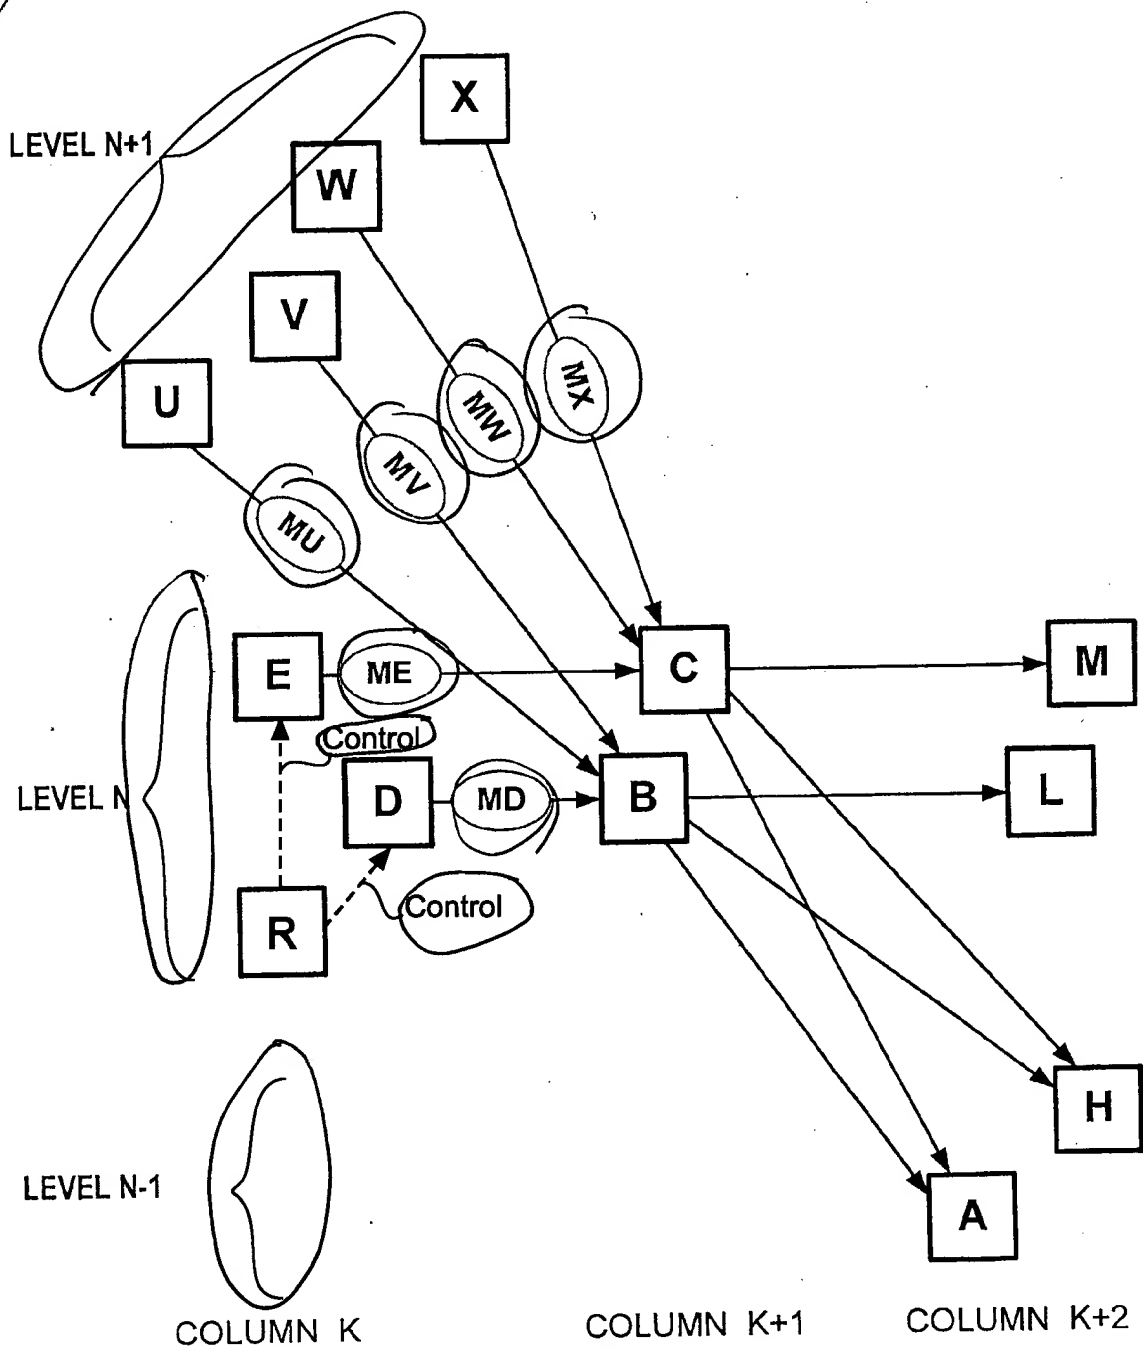 X
LEVEL N+1
W
V
U
MX
MW
MV
MU
E
ME
C
M
Control
LEVEL N
D
MD
B
L
R
Control
H
LEVEL N-1
A
COLUMN K
COLUMN K+1
COLUMN K+2